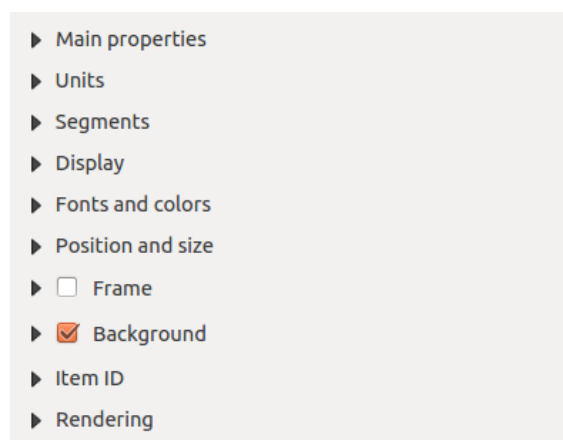 Main properties
Units
Segments
Display
Fonts and colors
Position and size
Frame
Background
Item ID
Rendering